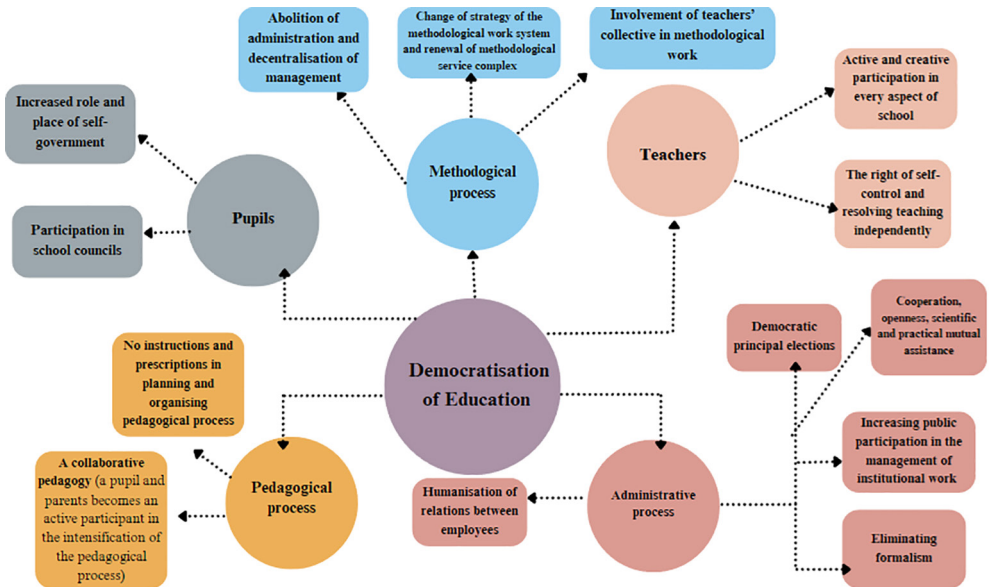 Abolition of
administration and
decentralisation of
management
Change of strategy of the
methodological work system
and renewal of methodological
service complex
Involvement of teachers’
collective in methodological
work
Active and creative
participation in
every aspect of
school
Increased role and
place of self-
government
Teachers
Methodological
process
Pupils
The right of self-
control and
resolving teaching
independently
Participation in
school councils
Cooperation,
openness, scientific
and practical mutual
assistance
Democratic
principal elections
No instructions and
prescriptions in
planning and
organising
pedagogical process
Democratisation
of Education
Increasing public
participation in the
management of
institutional work
A collaborative
pedagogy (a pupil and
parents becomes an
active participant in
the intensification of
the pedagogical
process)
Pedagogical
process
Humanisation of
relations between
employees
Administrative
process
Eliminating
formalism